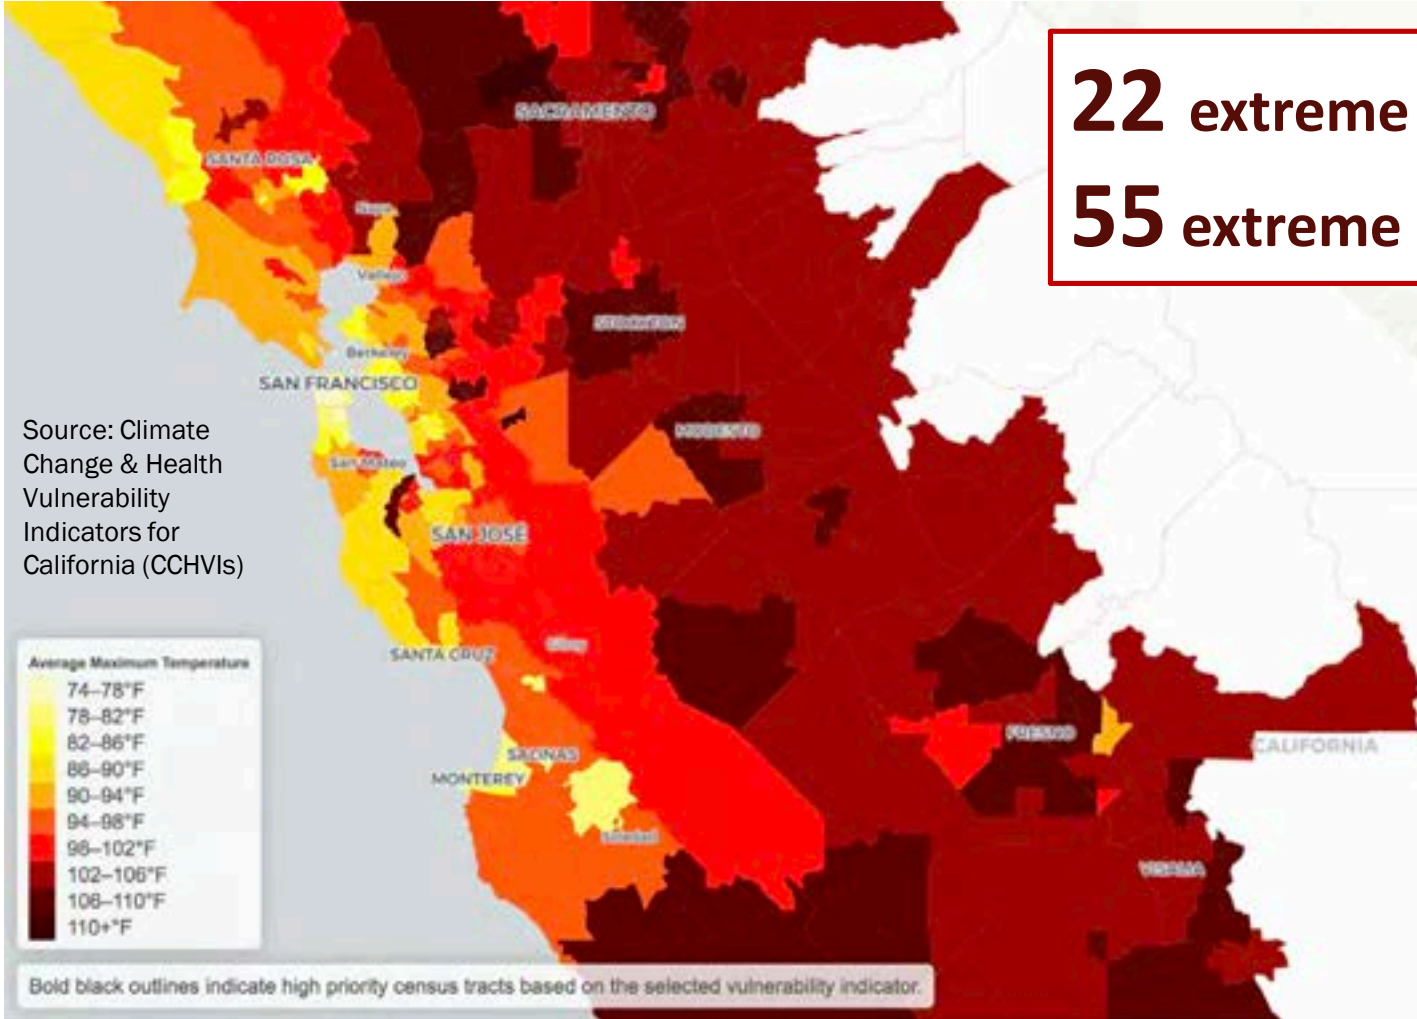 22 extreme
55 extreme
SACRAMENTO
SANTA ROSA
Napa
Vallejo
STOCKTON
Berkeley
SAN FRANCISCO
MODESTO
San Mateo
SAN JOSÉ
Source: Climate
Change & Health
Vulnerability
Indicators for
California (CCHVIs)
Gilroy
SANTA CRUZ
FRESNO
CALIFORNIA
SALINAS
MONTEREY
Soledad
VISALIA
Average Maximum Temperature
74–78°F
78–82°F
82–86°F
86–90°F
90–94°F
94–98°F
98–102°F
102–106°F
106–110°F
110+°F
Bold black outlines indicate high priority census tracts based on the selected vulnerability indicator.